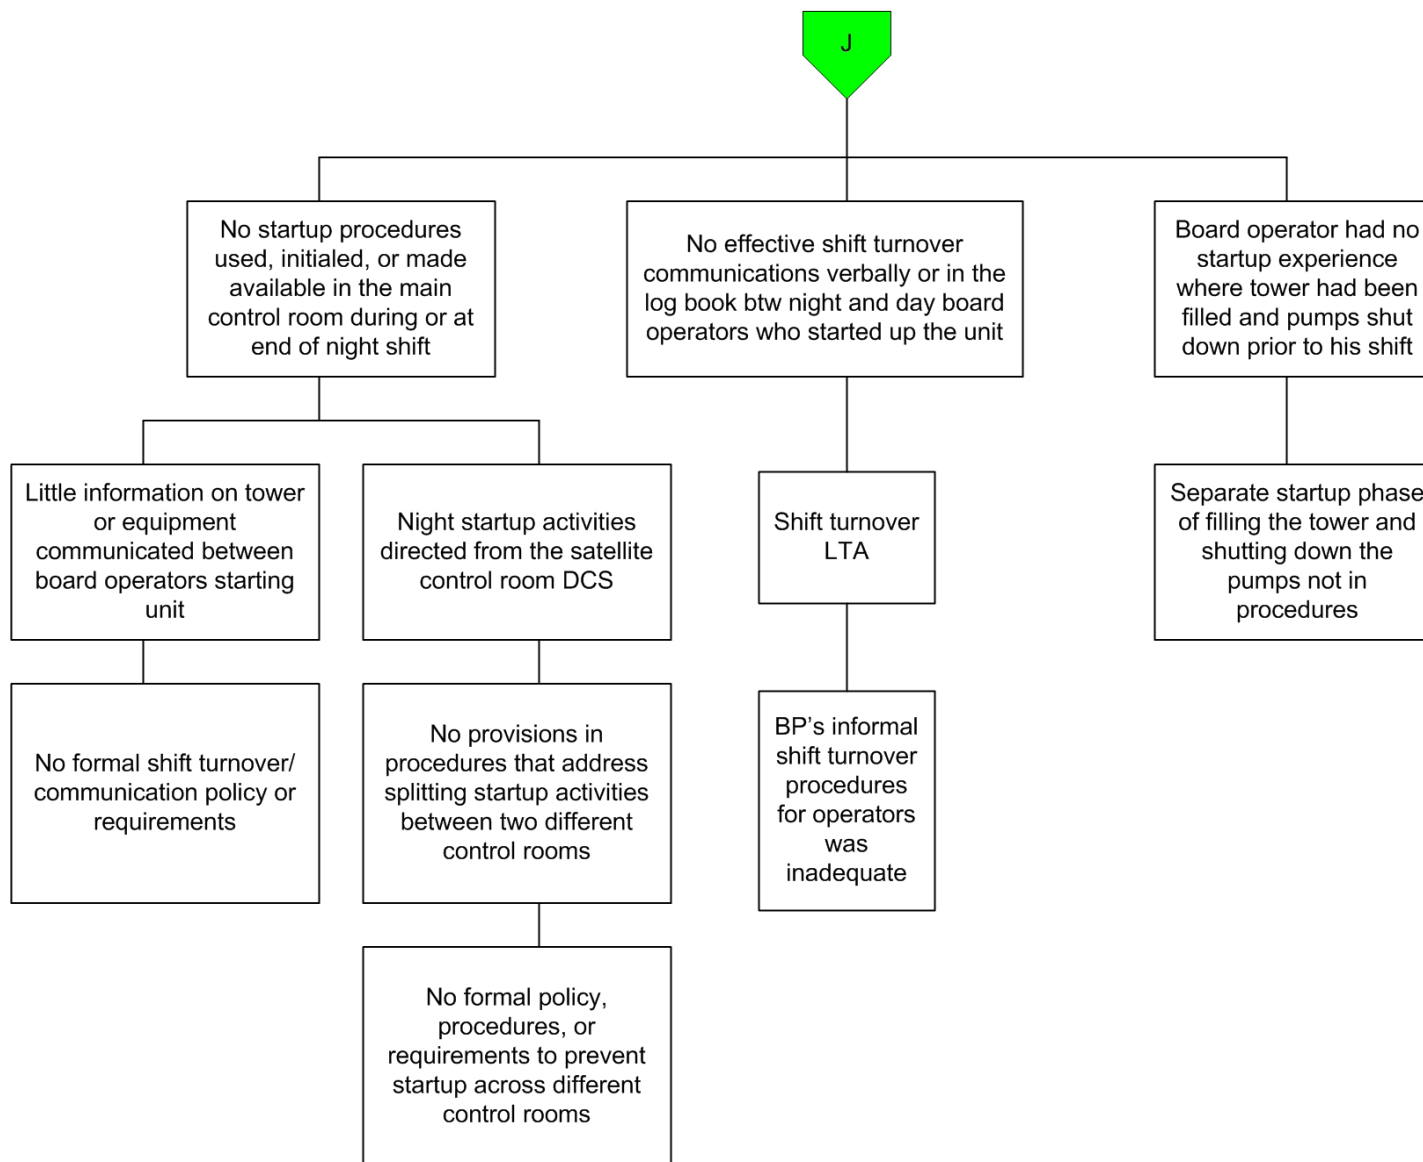 J
No startup procedures
used, initialed, or made
available in the main
control room during or at
end of night shift
No effective shift turnover
communications verbally or in the
log book btw night and day board
operators who started up the unit
Board operator had no
startup experience
where tower had been
filled and pumps shut
down prior to his shift
Little information on tower
or equipment
communicated between
board operators starting
unit
Night startup activities
directed from the satellite
control room DCS
Shift turnover
LTA
Separate startup phase
of filling the tower and
shutting down the
pumps not in
procedures
No formal shift turnover/
communication policy or
requirements
No provisions in
procedures that address
splitting startup activities
between two different
control rooms
BP’s informal
shift turnover
procedures
for operators
was
inadequate
No formal policy,
procedures, or
requirements to prevent
startup across different
control rooms